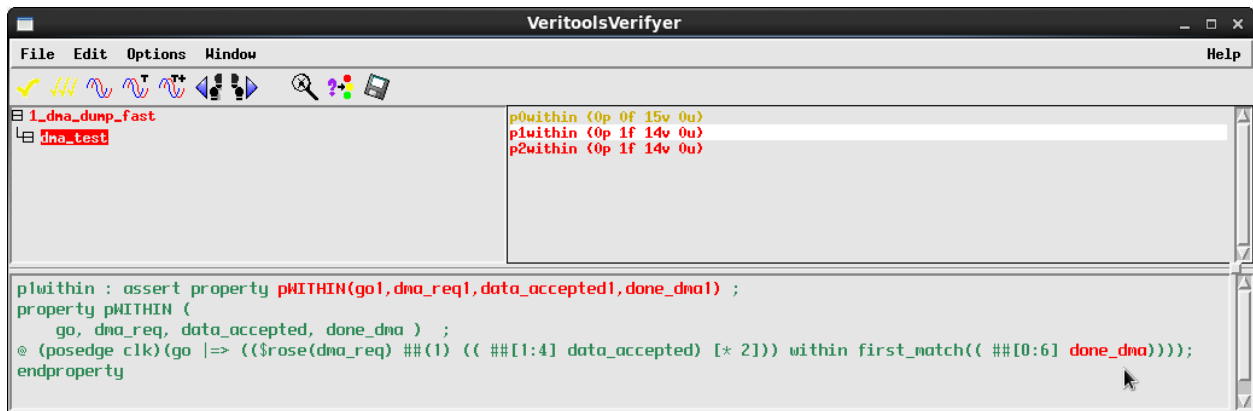 VeritoolsVerifyer
File Edit Options Window Help
1_dma_dump_fast
dma_test
p0within (0p 0f 15v 0u)
p1within (0p 1f 14v 0u)
p2within (0p 1f 14v 0u)
p1within : assert property pWITHIN(go1,dma_req1,data_accepted1,done_dma1) ;
property pWITHIN (
go, dma_req, data_accepted, done_dma ) ;
@ (posedge clk)(go |=> (($rose(dma_req) ##(1) (( ##[1:4] data_accepted) [* 2])) within first_match(( ##[0:6] done_dma))));
endproperty